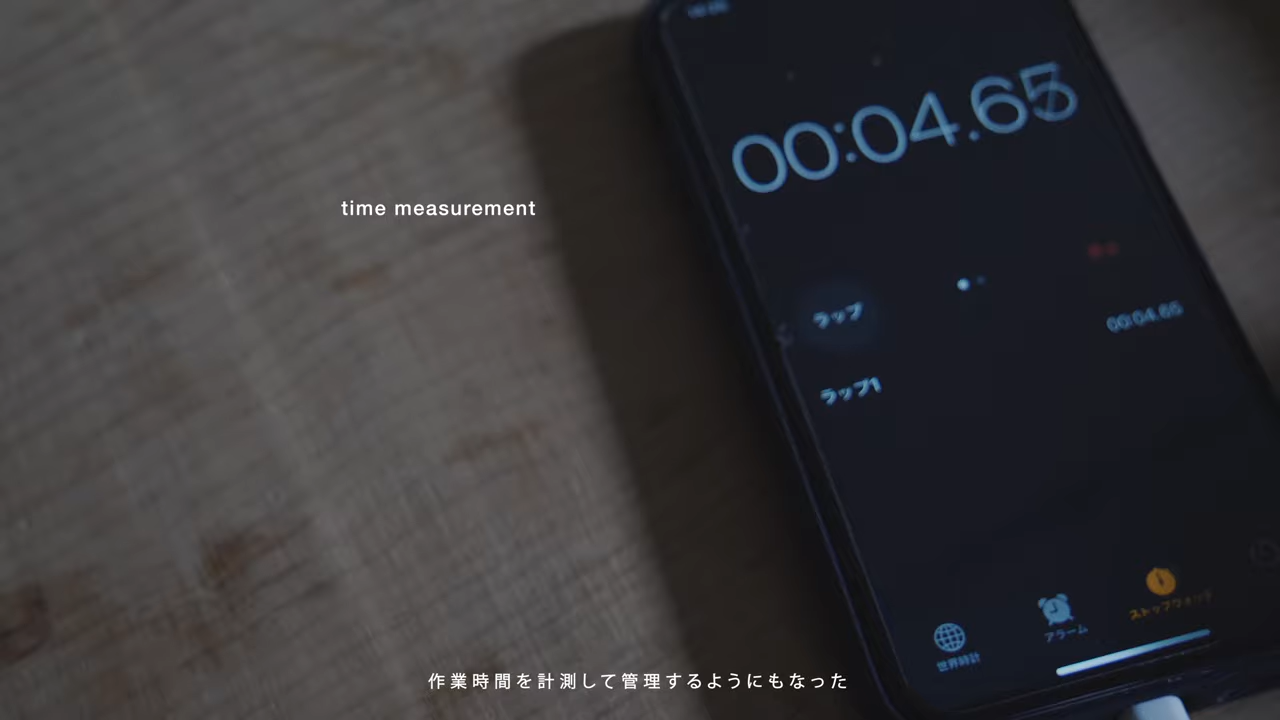 00:04.65
time measurement
ラップ
00:04.65
ラップ1
世界時計
アラーム
ストップウォッチ
作業時間を計測して管理するようにもなった